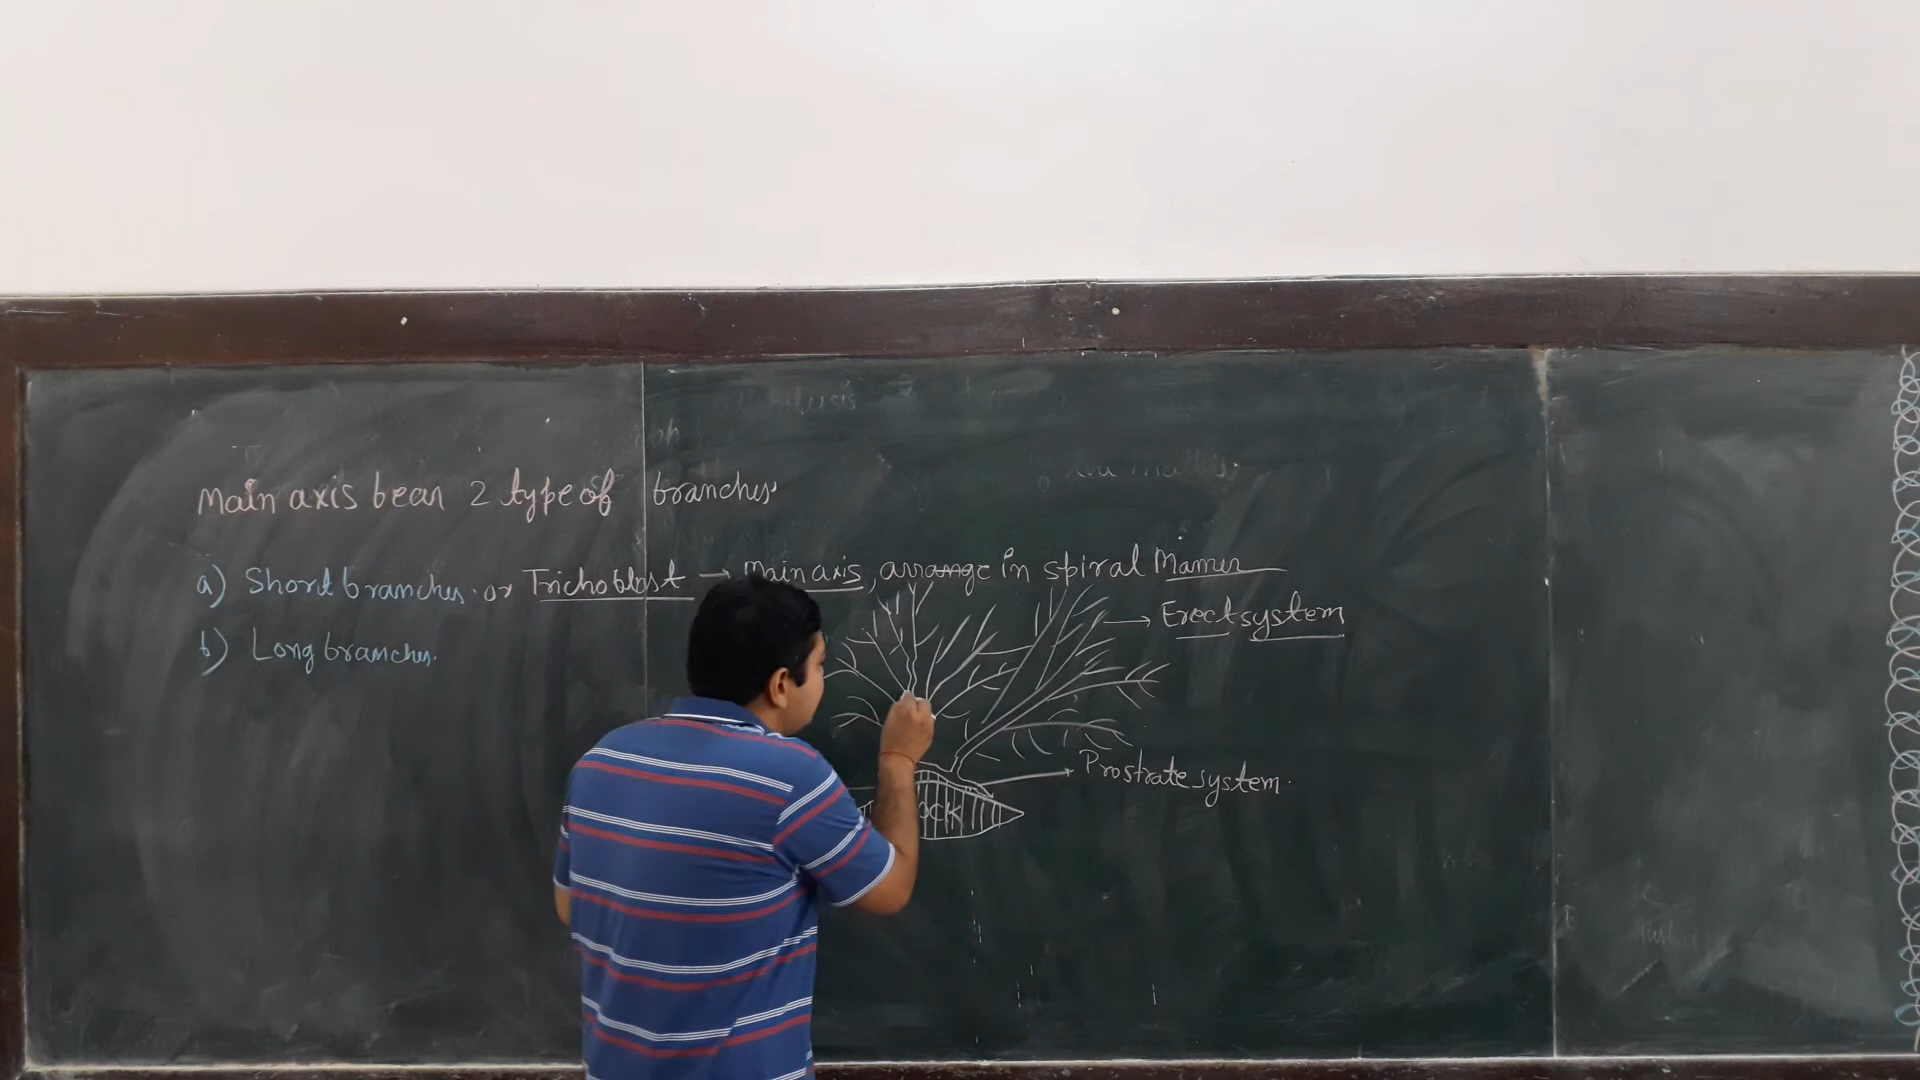 Main axis bear 2 type of branches
a) Short branches. or Trichoblast → Main axis, arrange in spiral Manner
→ Erect system
b) Long branches.
Prostrate system.